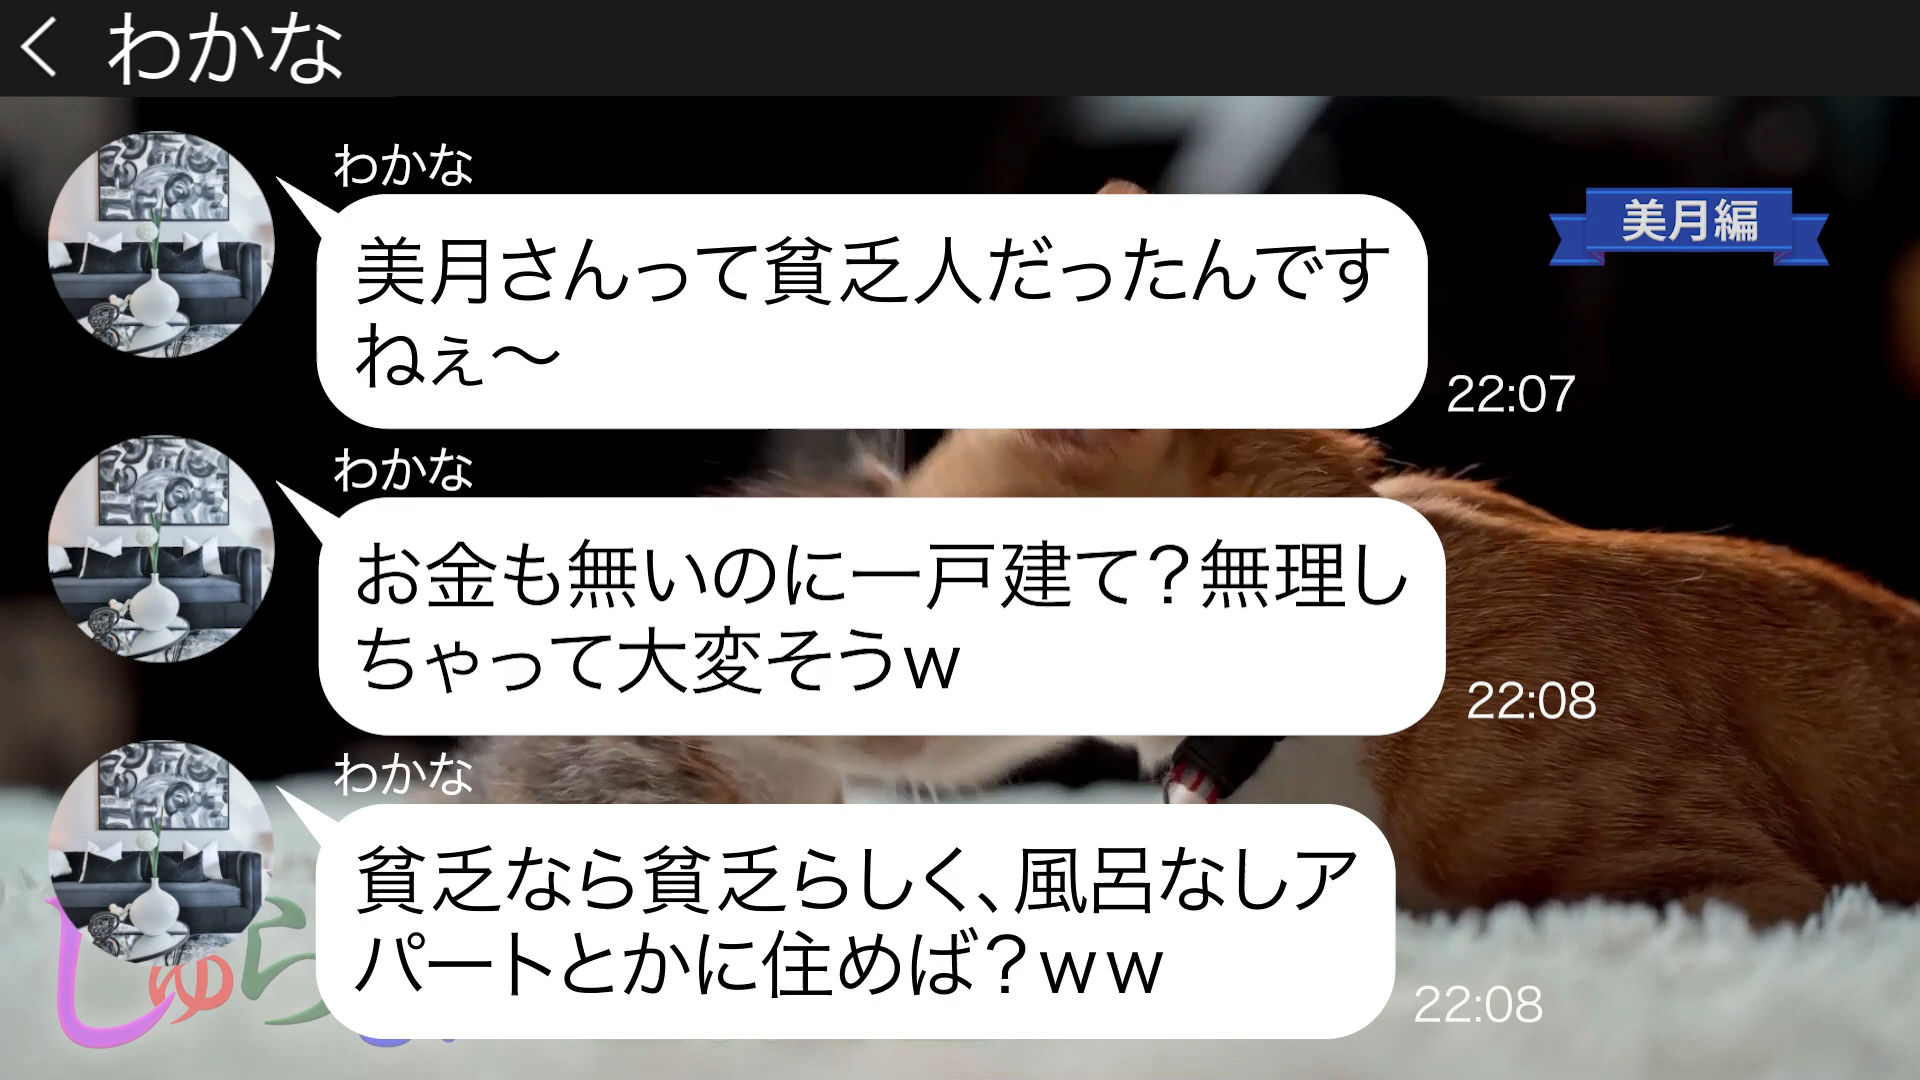 わかな
わかな
美月編
美月さんって貧乏人だったんです
ねぇ〜
22:07
わかな
お金も無いのに一戸建て？無理し
ちゃって大変そうw
22:08
わかな
貧乏なら貧乏らしく、風呂なしア
パートとかに住めば？ww
22:08
しゅら